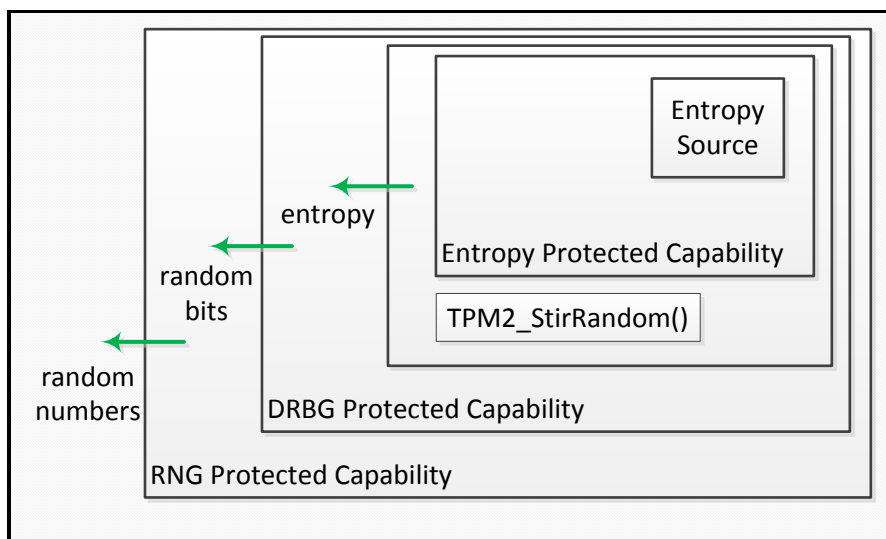 Entropy
Source
entropy
Entropy Protected Capability
random
bits
TPM2_StirRandom()
random
numbers
DRBG Protected Capability
RNG Protected Capability